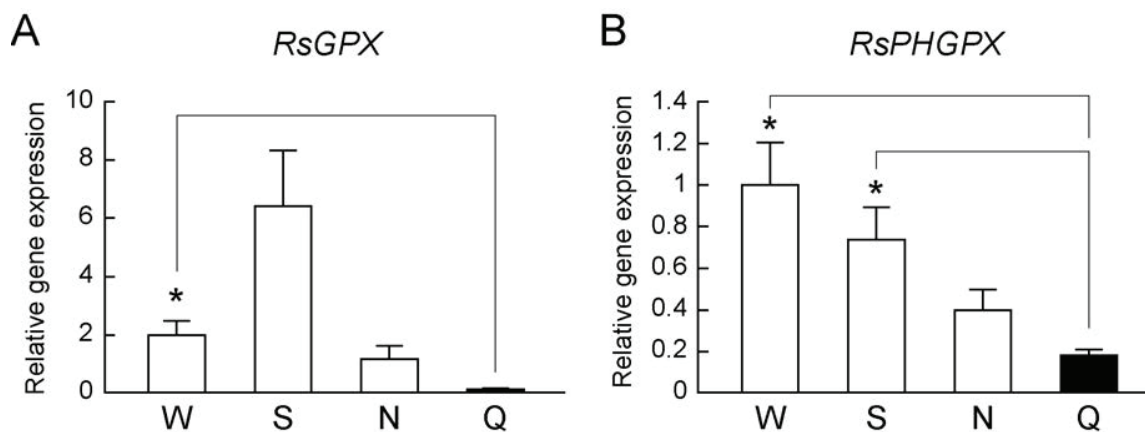 A
RsGPX
Relative gene expression
10
8
6
4
2
0
*
W S N Q
B
RsPHGPX
Relative gene expression
1.4
1.2
1
0.8
0.6
0.4
0.2
0
*
*
W S N Q